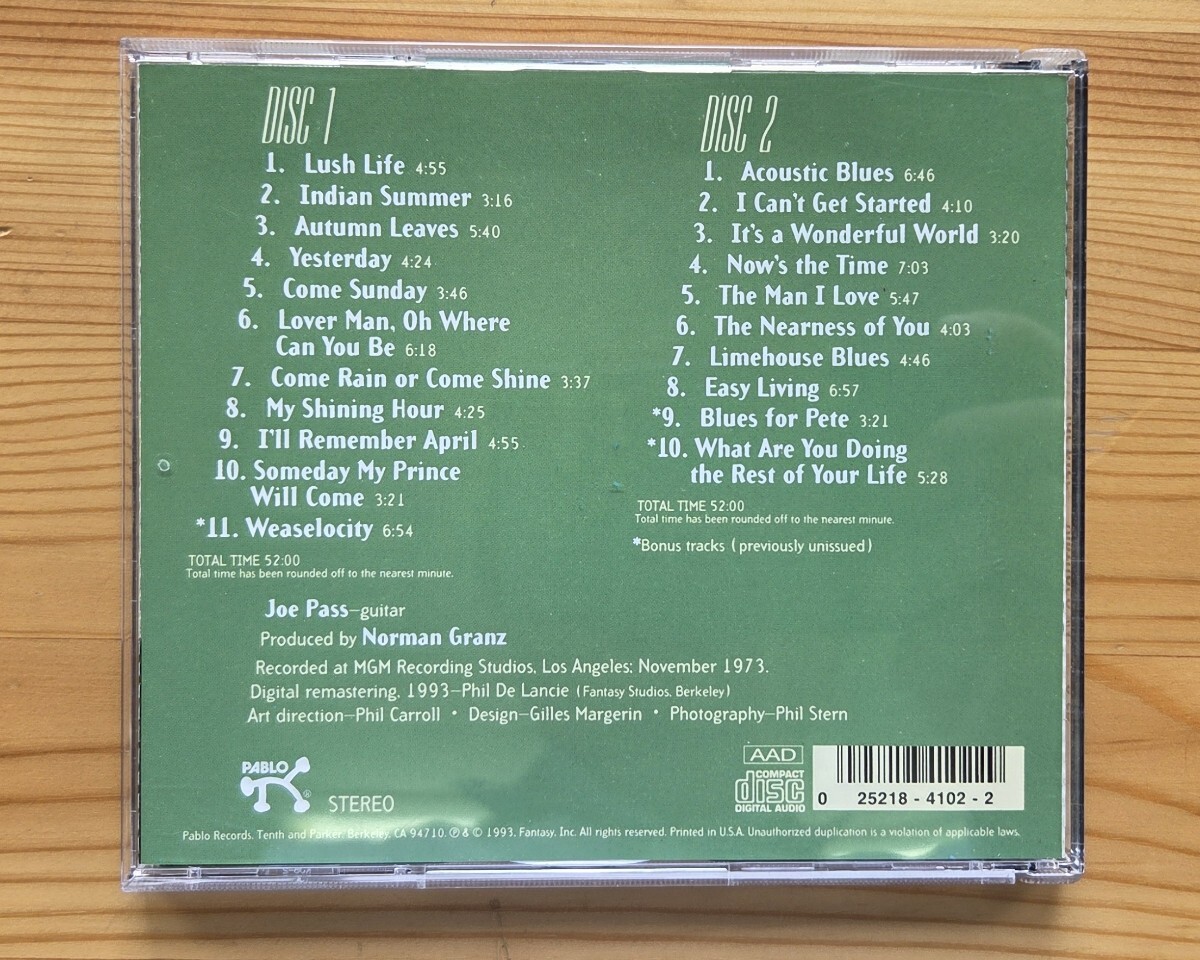 DISC 1
1. Lush Life 4:55
2. Indian Summer 3:16
3. Autumn Leaves 5:40
4. Yesterday 4:24
5. Come Sunday 3:46
6. Lover Man, Oh Where
Can You Be 6:18
7. Come Rain or Come Shine 3:37
8. My Shining Hour 4:25
9. I'll Remember April 4:55
10. Someday My Prince
Will Come 3:21
*11. Weaselocity 6:54
TOTAL TIME 52:00
Total time has been rounded off to the nearest minute.
DISC 2
1. Acoustic Blues 6:46
2. I Can't Get Started 4:10
3. It's a Wonderful World 3:20
4. Now's the Time 7:03
5. The Man I Love 5:47
6. The Nearness of You 4:03
7. Limehouse Blues 4:46
8. Easy Living 6:57
*9. Blues for Pete 3:21
*10. What Are You Doing
the Rest of Your Life 5:28
TOTAL TIME 52:00
Total time has been rounded off to the nearest minute.
*Bonus tracks (previously unissued)
Joe Pass—guitar
Produced by Norman Granz
Recorded at MGM Recording Studios, Los Angeles; November 1973.
Digital remastering, 1993—Phil De Lancie (Fantasy Studios, Berkeley)
Art direction—Phil Carroll • Design—Gilles Margerin • Photography—Phil Stern
PABLO
®
STEREO
AAD
COMPACT
disc
DIGITAL AUDIO
0 25218-4102-2
Pablo Records, Tenth and Parker, Berkeley, CA 94710. ℗ & © 1993, Fantasy, Inc. All rights reserved. Printed in U.S.A. Unauthorized duplication is a violation of applicable laws.